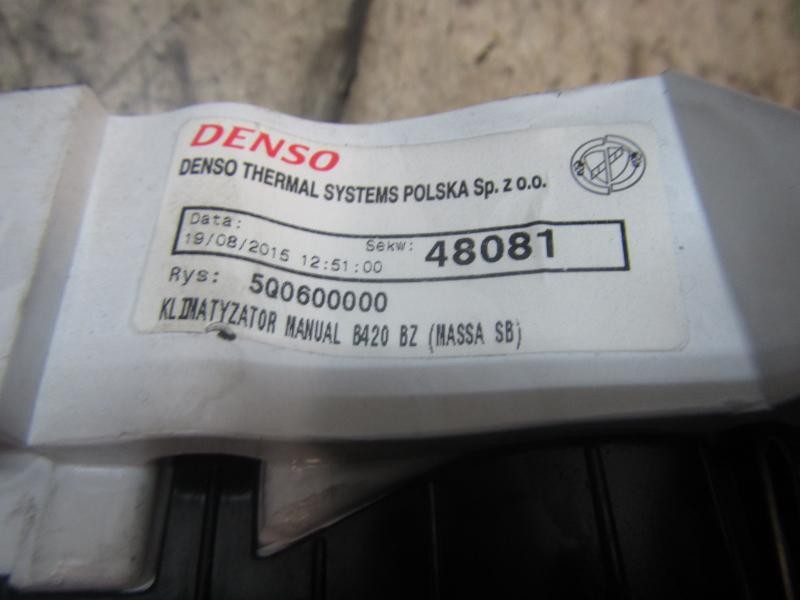 DENSO
DENSO THERMAL SYSTEMS POLSKA Sp. z o.o.
Data:
19/08/2015 12:51:00 Sekw: 48081
Rys: 5Q0600000
KLIMATYZATOR MANUAL B420 BZ (MASSA SB)